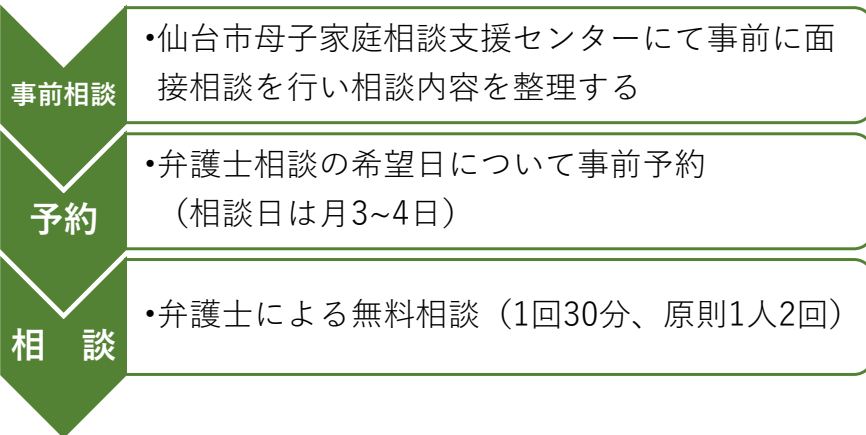 事前相談
•仙台市母子家庭相談支援センターにて事前に面
接相談を行い相談内容を整理する
予約
•弁護士相談の希望日について事前予約
（相談日は月3~4日）
相　談
•弁護士による無料相談（1回30分、原則1人2回）